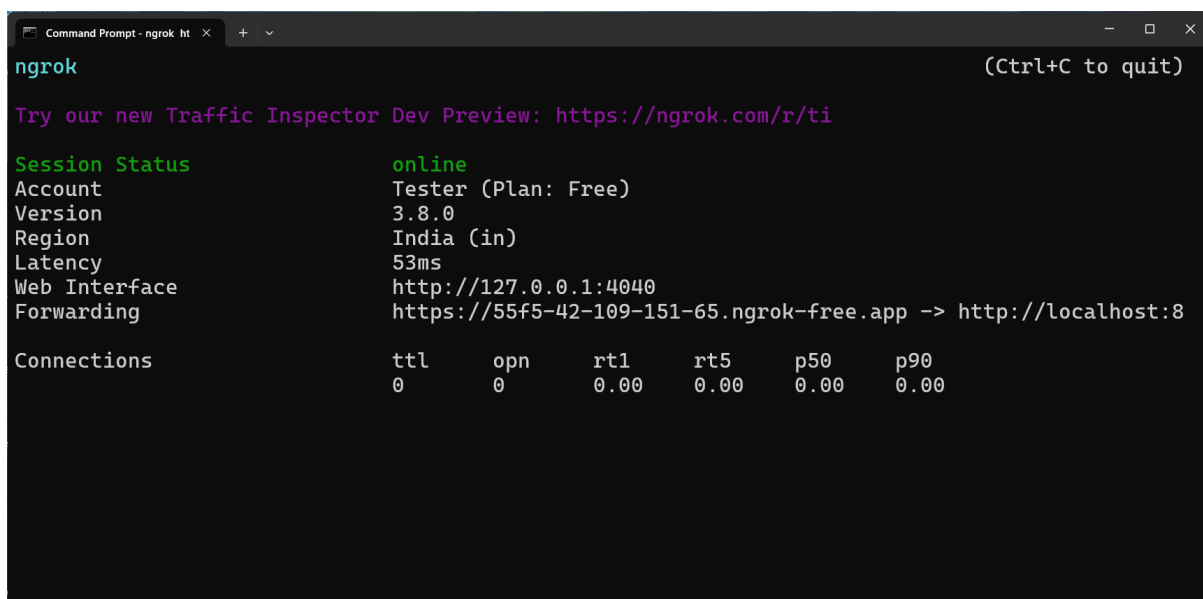 Command Prompt - ngrok ht
ngrok (Ctrl+C to quit)
Try our new Traffic Inspector Dev Preview: https://ngrok.com/r/ti
Session Status online
Account Tester (Plan: Free)
Version 3.8.0
Region India (in)
Latency 53ms
Web Interface http://127.0.0.1:4040
Forwarding https://55f5-42-109-151-65.ngrok-free.app -> http://localhost:8
Connections ttl opn rt1 rt5 p50 p90
0 0 0.00 0.00 0.00 0.00